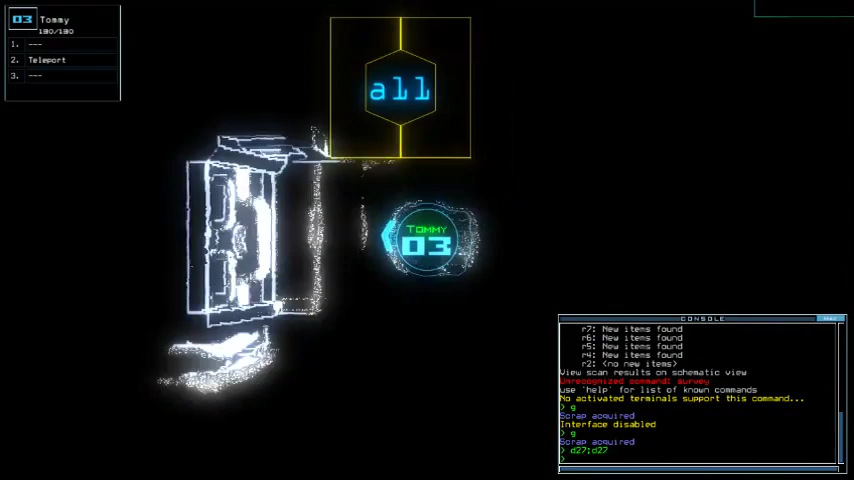 03 Tommy
130/130
1. ---
2. Teleport
3. ---
all
TOMMY
03
CONSOLE
r7: New items found
r6: New items found
r5: New items found
r4: New items found
r2: <no new items>
View scan results on schematic view
Unrecognized command: survey
use 'help' for list of known commands
No activated terminals support this command...
> g
Scrap acquired
Interface disabled
> g
Scrap acquired
> d27;d27
>